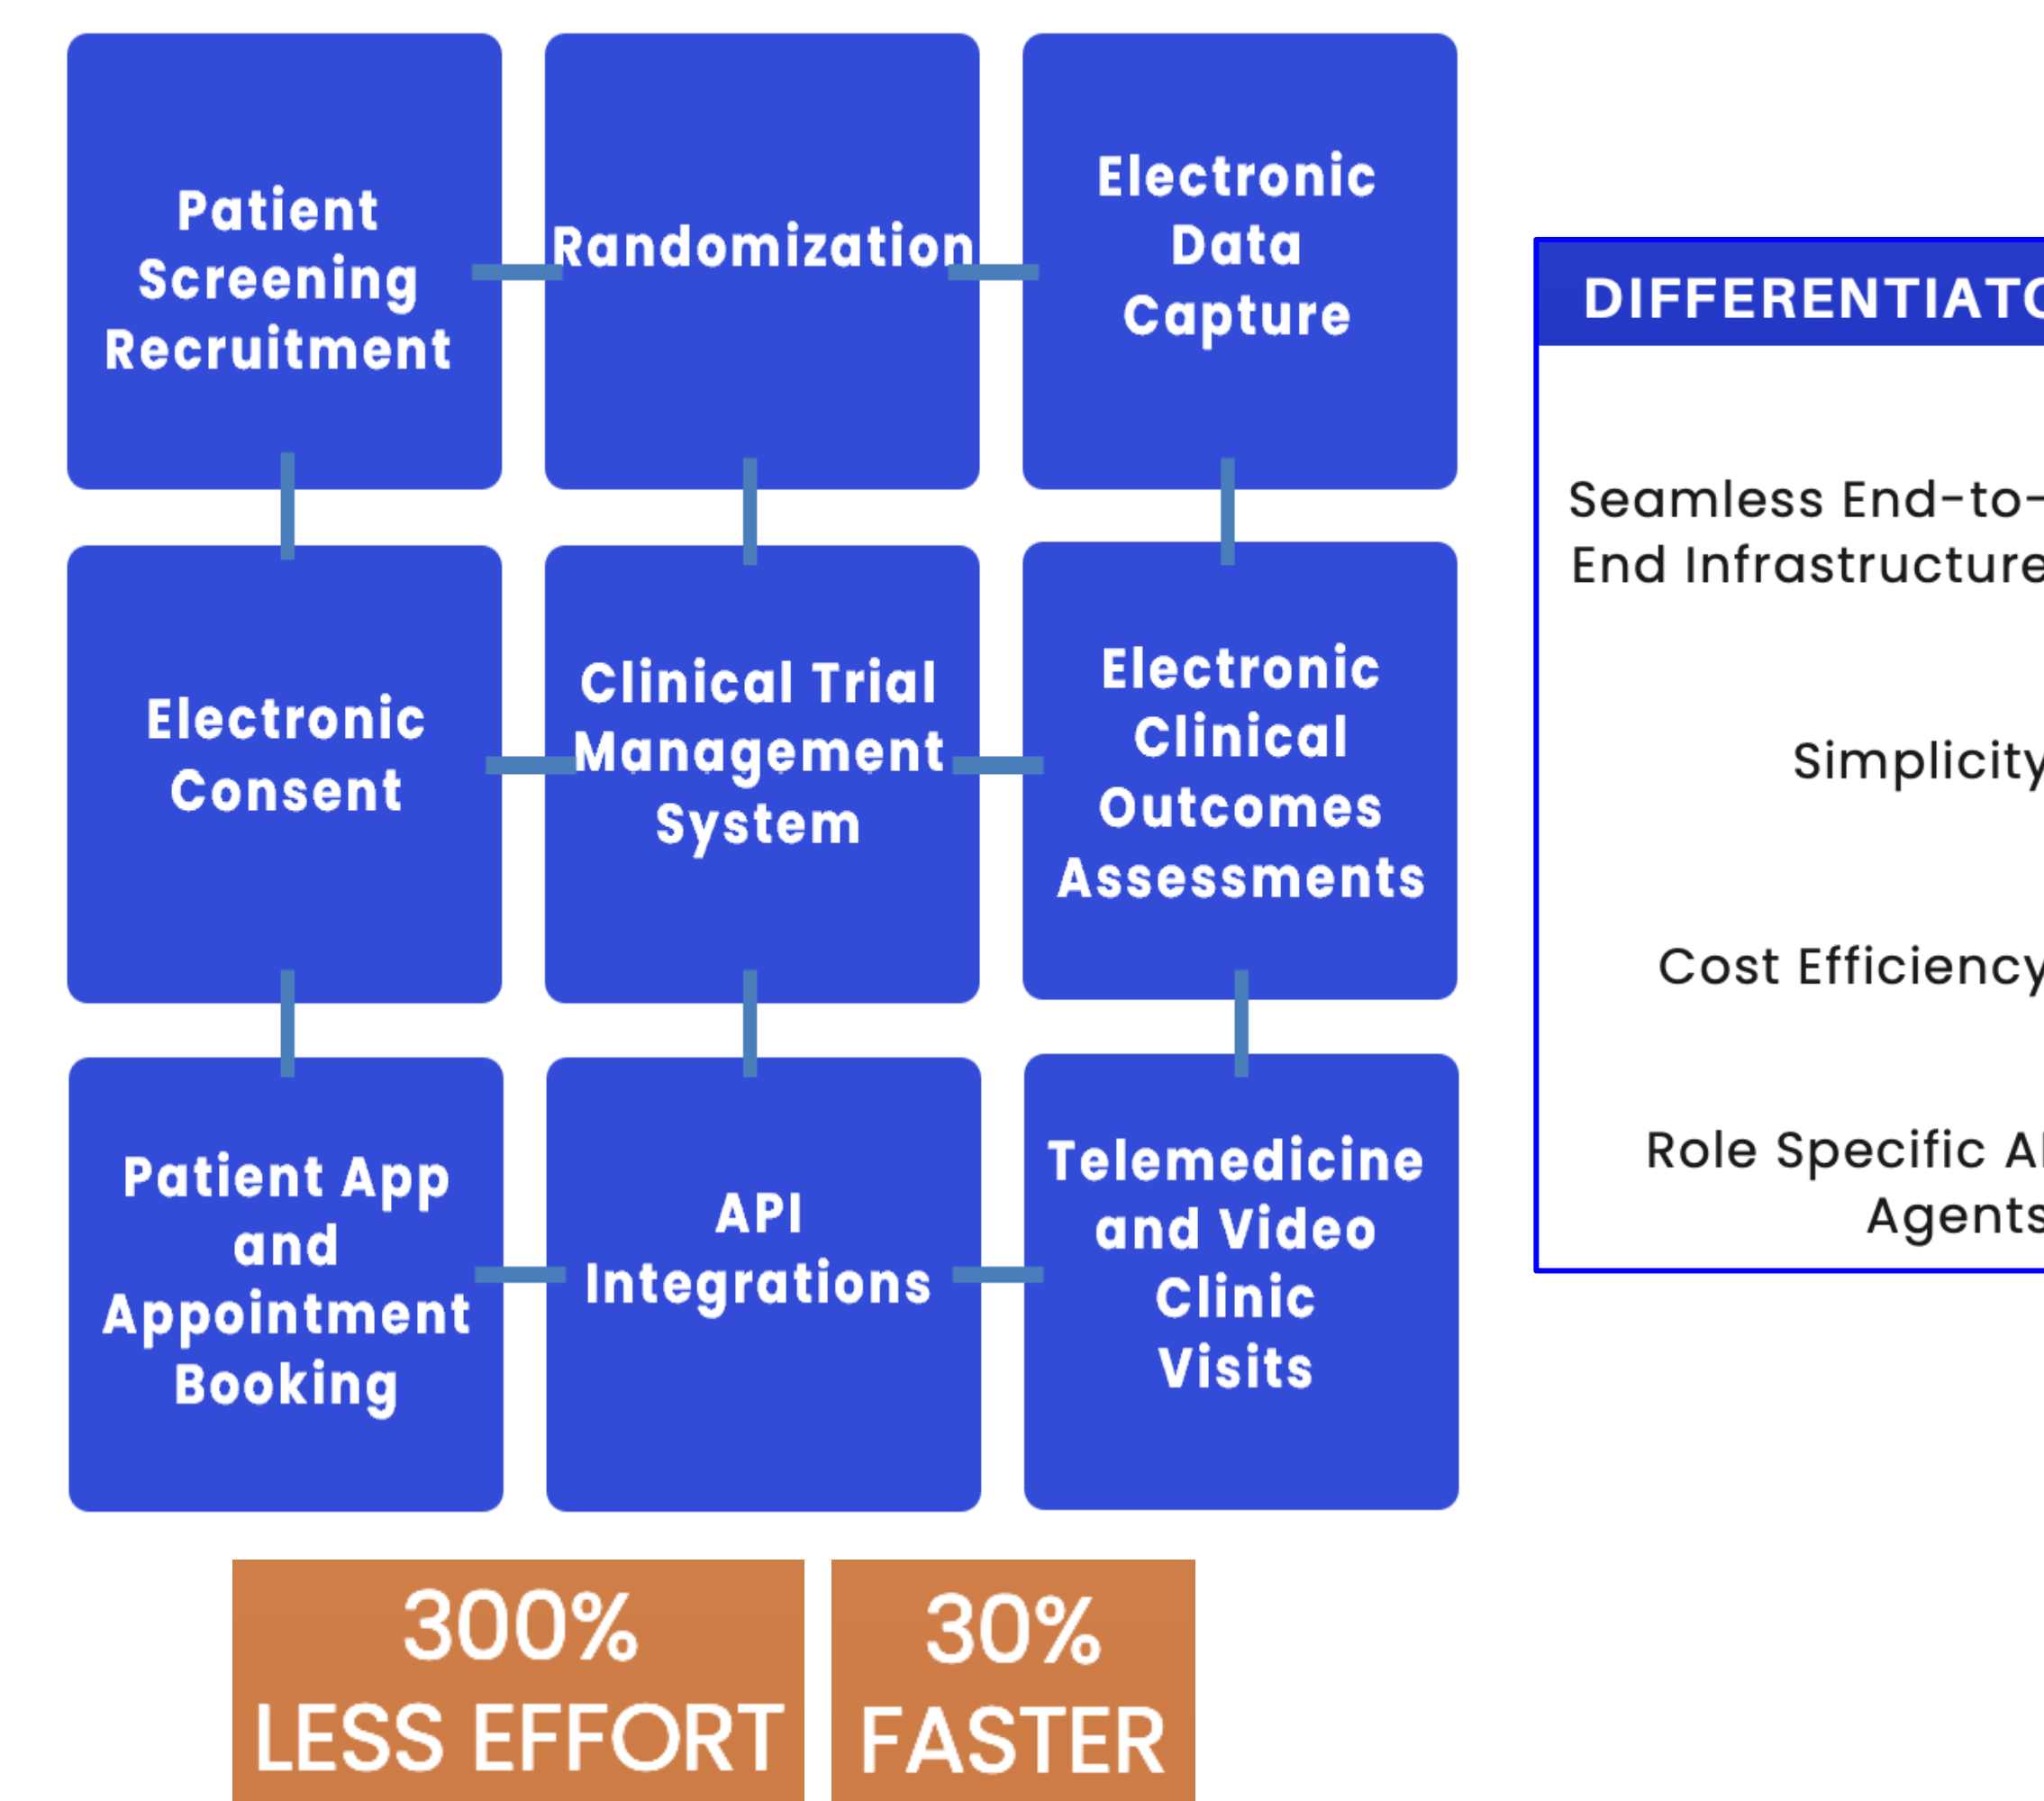 Patient
Screening
Recruitment
Randomization
Electronic
Data
Capture
Electronic
Consent
Clinical Trial
Management
System
Electronic
Clinical
Outcomes
Assessments
Patient App
and
Appointment
Booking
API
Integrations
Telemedicine
and Video
Clinic
Visits
300%
LESS EFFORT
30%
FASTER
Seamless End-to-
End Infrastructure
Simplicity
Cost Efficiency
Role Specific AI
Agents